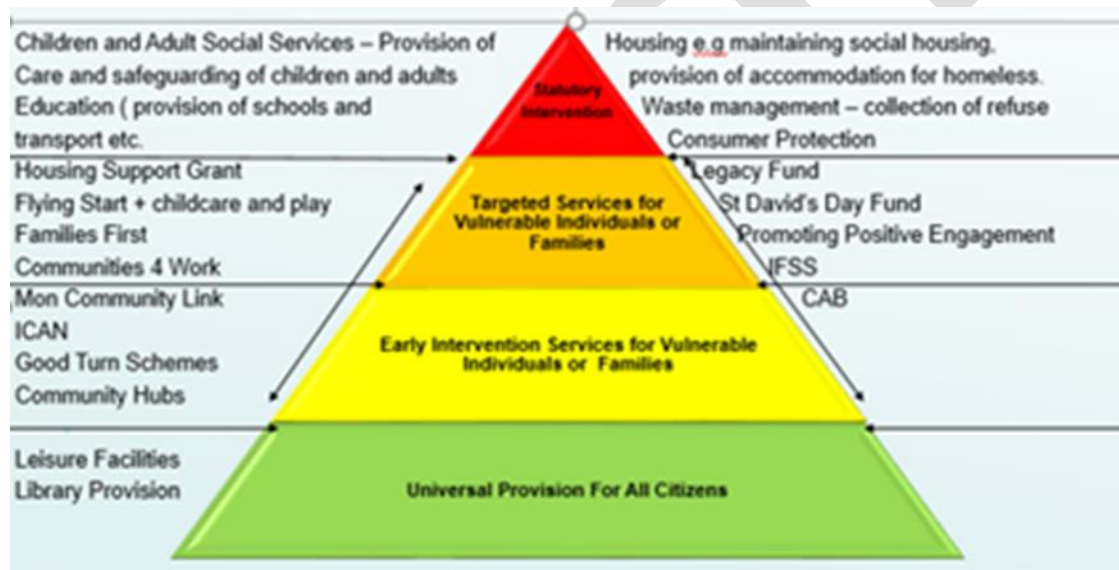 Children and Adult Social Services – Provision of
Care and safeguarding of children and adults
Education ( provision of schools and
transport etc.
Housing Support Grant
Flying Start + childcare and play
Families First
Communities 4 Work
Mon Community Link
ICAN
Good Turn Schemes
Community Hubs
Leisure Facilities
Library Provision
Statutory
Intervention
Targeted Services for
Vulnerable Individuals or
Families
Early Intervention Services for Vulnerable
Individuals or Families
Universal Provision For All Citizens
Housing e.g maintaining social housing,
provision of accommodation for homeless.
Waste management – collection of refuse
Consumer Protection
Legacy Fund
St David's Day Fund
Promoting Positive Engagement
IFSS
CAB